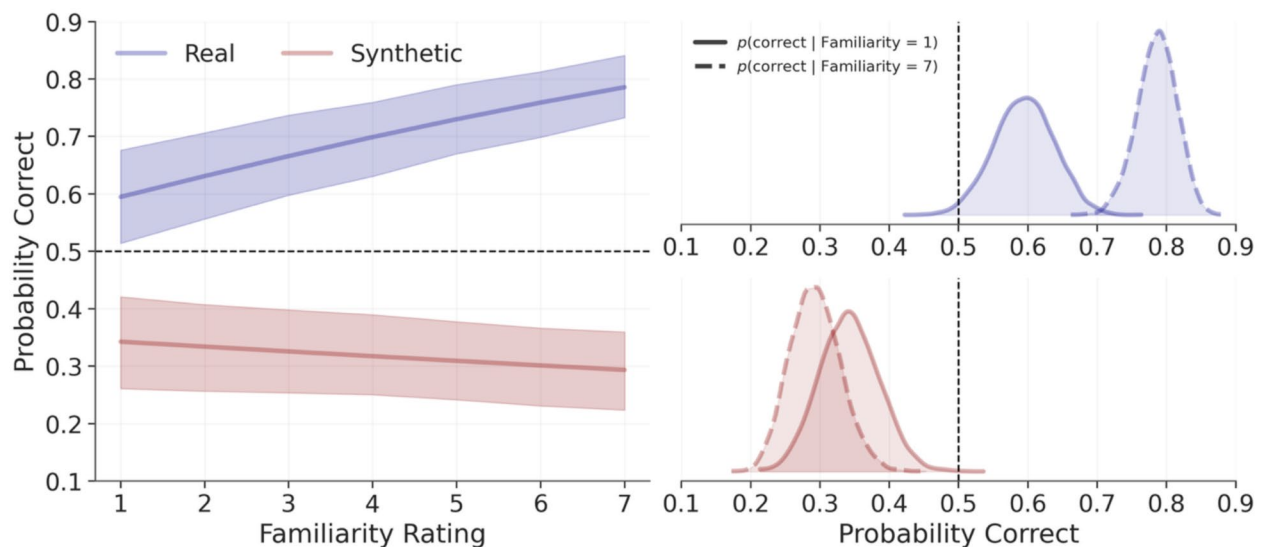 Real
Synthetic
Probability Correct
0.9
0.8
0.7
0.6
0.5
0.4
0.3
0.2
0.1
1 2 3 4 5 6 7
Familiarity Rating
p(correct | Familiarity = 1)
p(correct | Familiarity = 7)
0.1 0.2 0.3 0.4 0.5 0.6 0.7 0.8 0.9
0.1 0.2 0.3 0.4 0.5 0.6 0.7 0.8 0.9
Probability Correct